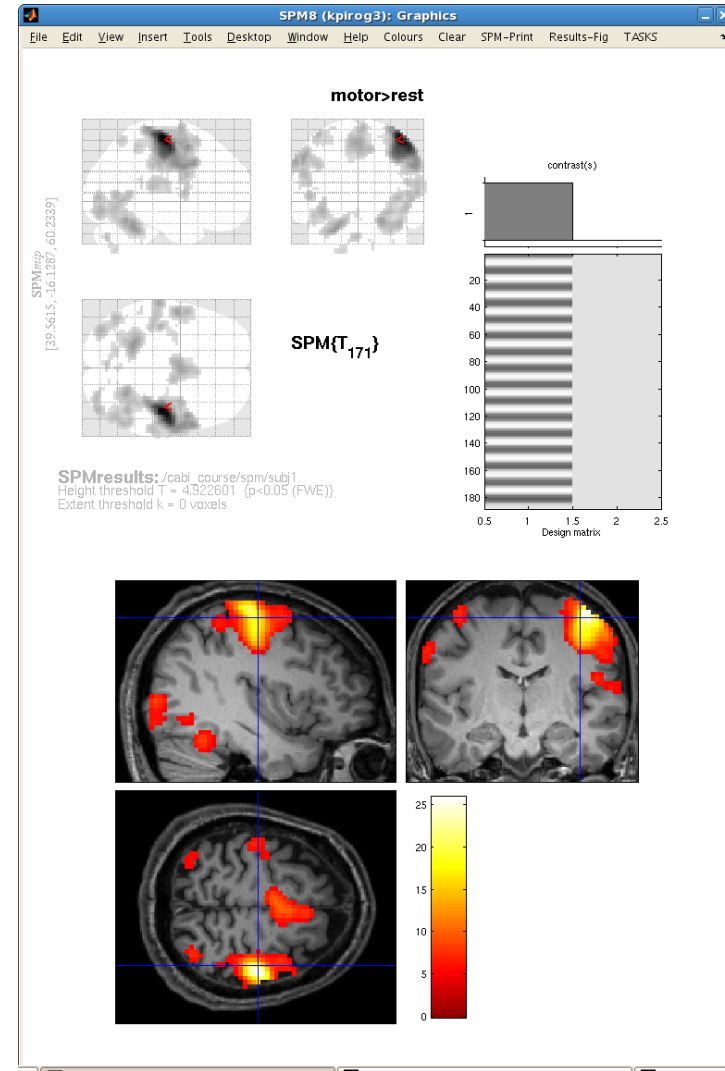 SPM8 (kpirog3): Graphics
File Edit View Insert Tools Desktop Window Help Colours Clear SPM-Print Results-Fig TASKS
motor>rest
SPMmip
[39.5615, -16.1287, 60.2339]
<
<
<
SPM{T171}
contrast(s)
1
20
40
60
80
100
120
140
160
180
0.5 1 1.5 2 2.5
Design matrix
SPMresults: ./cabi_course/spm/subj1
Height threshold T = 4.922601 {p<0.05 (FWE)}
Extent threshold k = 0 voxels
25
20
15
10
5
0